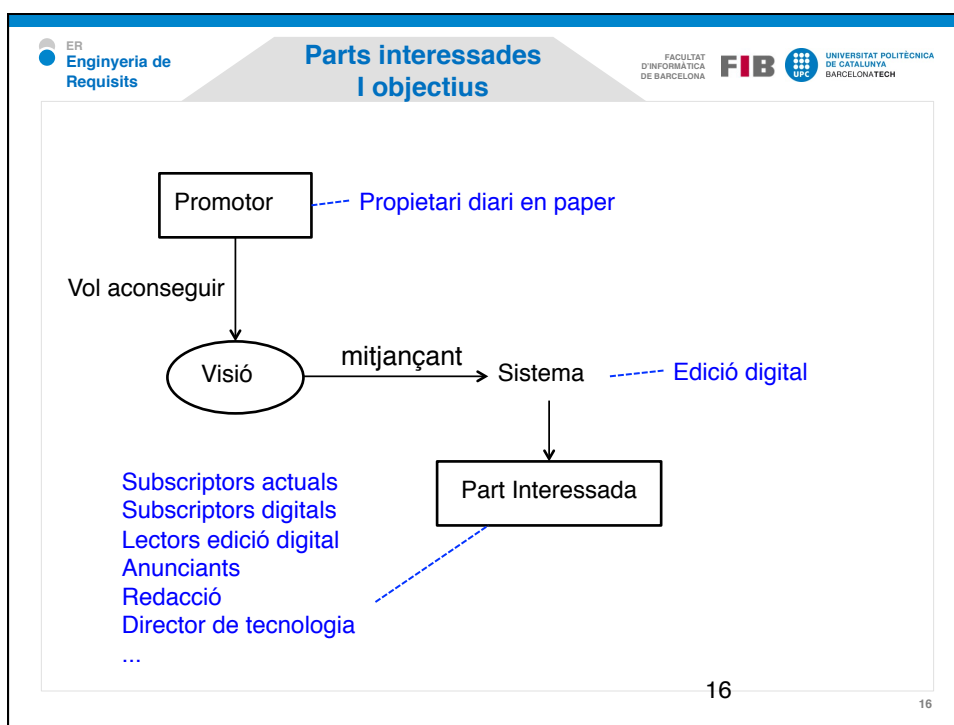 ER
Enginyeria de
Requisits
Parts interessades
I objectius
FACULTAT
D'INFORMÀTICA
DE BARCELONA
FIB
UPC
UNIVERSITAT POLITÈCNICA
DE CATALUNYA
BARCELONATECH
Promotor
Propietari diari en paper
Vol aconseguir
Visió
mitjançant
Sistema
Edició digital
Part Interessada
Subscriptors actuals
Subscriptors digitals
Lectors edició digital
Anunciants
Redacció
Director de tecnologia
...
16
16